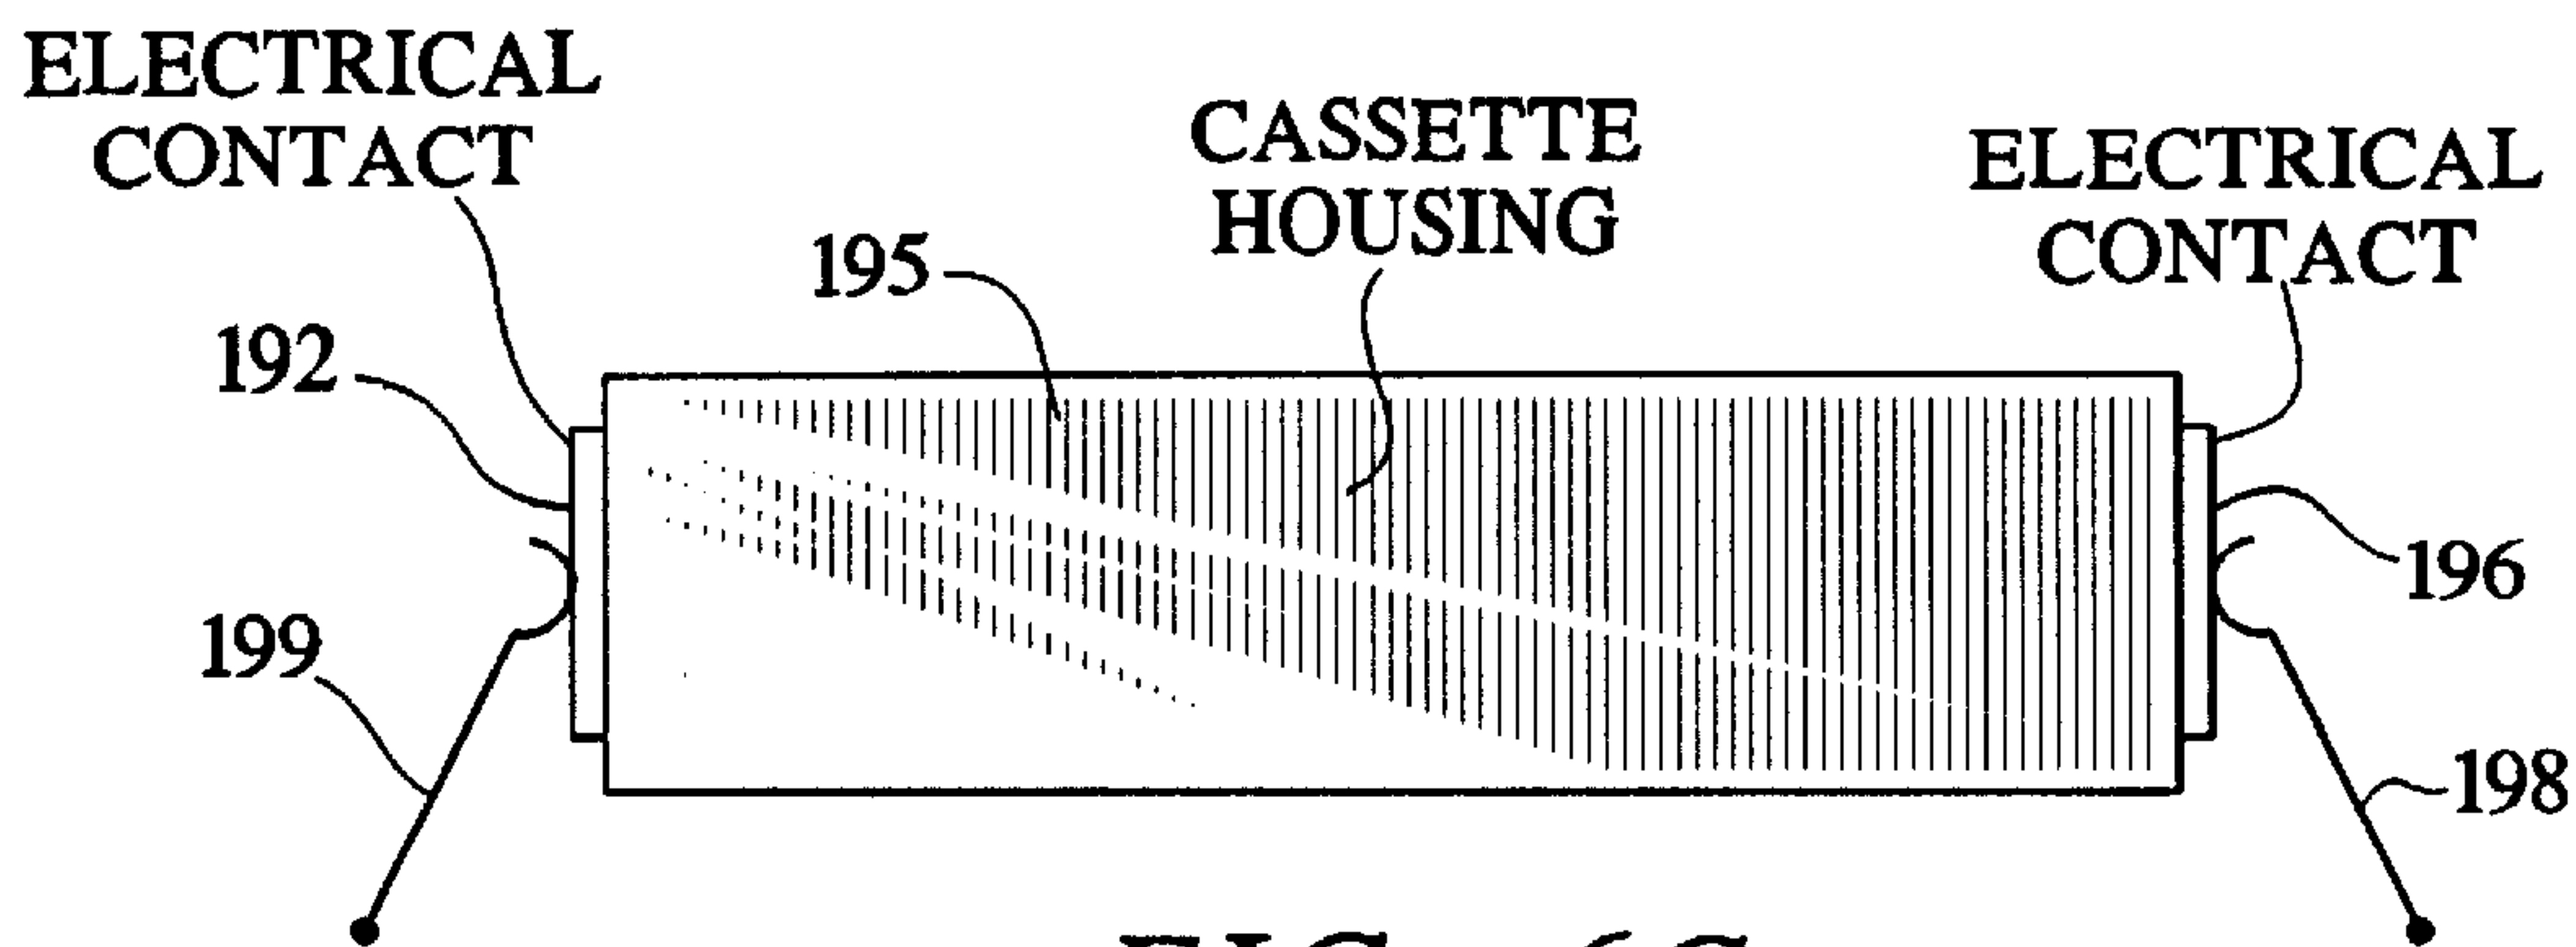 ELECTRICAL
CONTACT
CASSETTE
HOUSING
ELECTRICAL
CONTACT
195
192
196
199
198